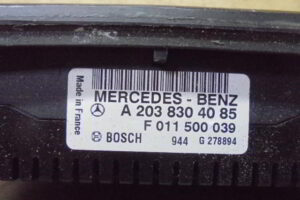 Made in France
MERCEDES - BENZ
A 203 830 40 85
F 011 500 039
BOSCH 944 G 278894